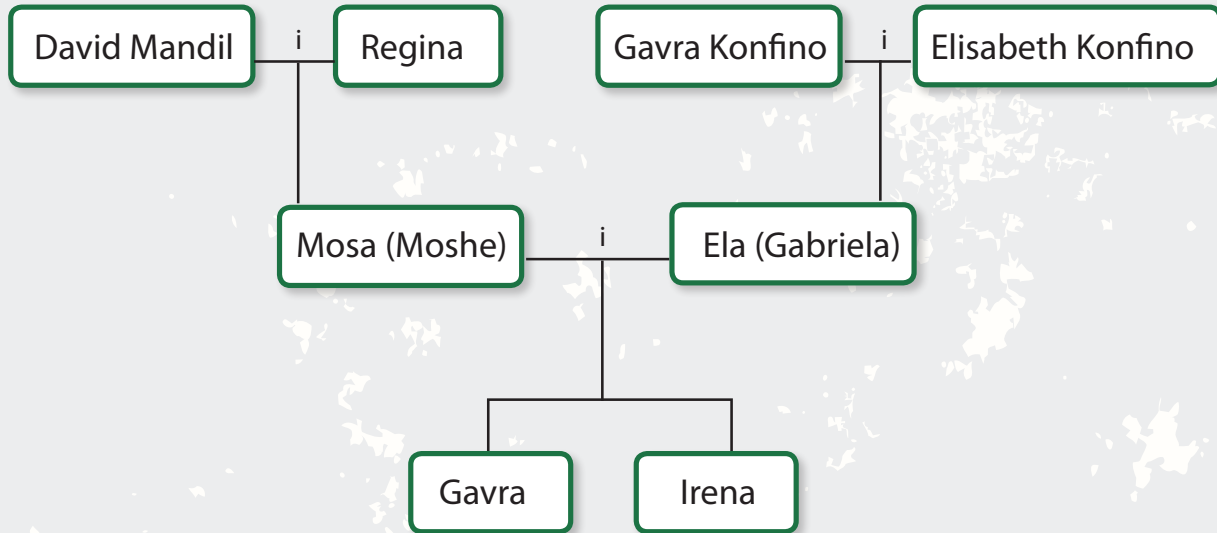 David Mandil i Regina Gavra Konfino i Elisabeth Konfino
Mosa (Moshe) i Ela (Gabriela)
Gavra Irena